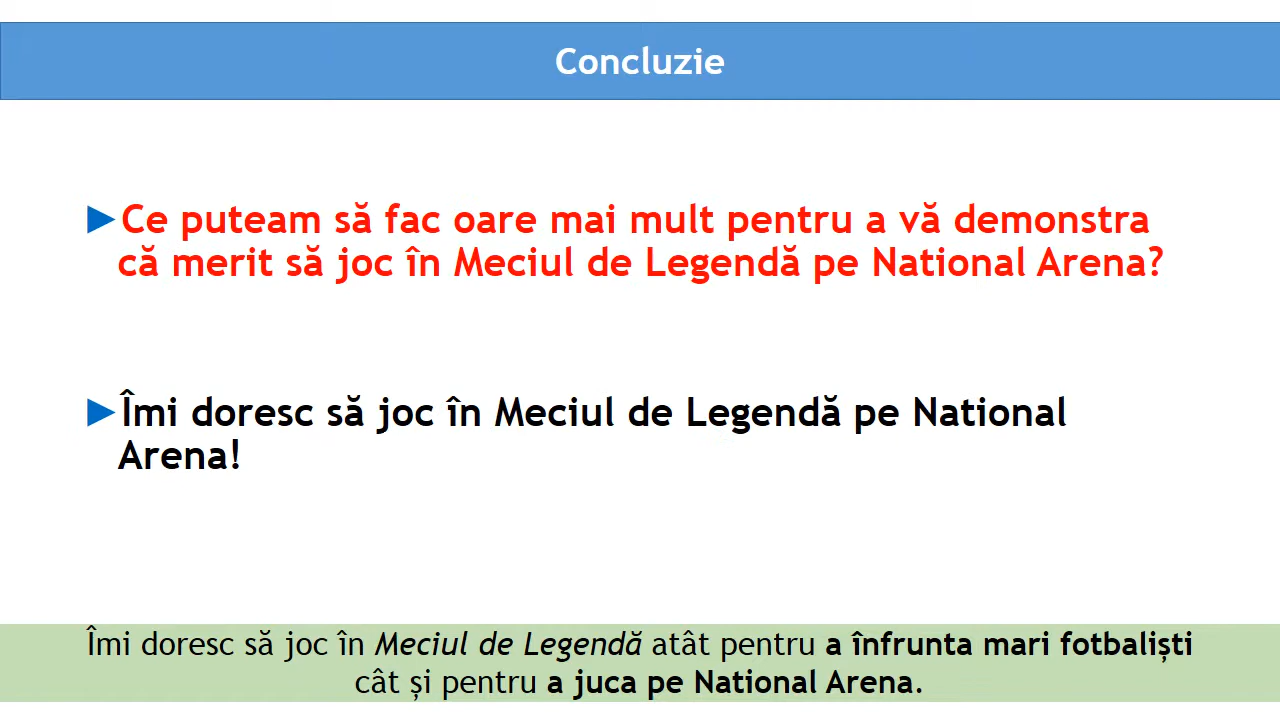 Concluzie
►Ce puteam să fac oare mai mult pentru a vă demonstra
că merit să joc în Meciul de Legendă pe National Arena?
►Îmi doresc să joc în Meciul de Legendă pe National
Arena!
Îmi doresc să joc în Meciul de Legendă atât pentru a înfrunta mari fotbaliști
cât și pentru a juca pe National Arena.